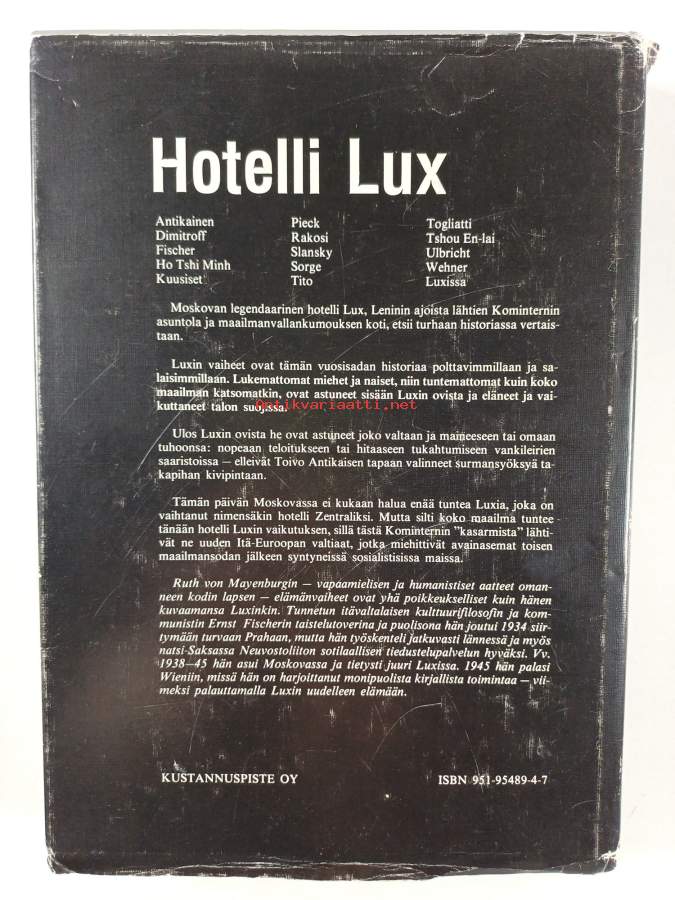 Hotelli Lux
Antikainen Pieck Togliatti
Dimitroff Rakosi Tshou En-lai
Fischer Slansky Ulbricht
Ho Tshi Minh Sorge Wehner
Kuusiset Tito Luxissa
Moskovan legendaarinen hotelli Lux, Leninin ajoista lähtien Kominternin
asuntola ja maailmanvallankumouksen koti, etsii turhaan historiassa vertais-
taan.
Luxin vaiheet ovat tämän vuosisadan historiaa polttavimmillaan ja sa-
laisimmillaan. Lukemattomat miehet ja naiset, niin tuntemattomat kuin koko
maailman katsomatkin, ovat astuneet sisään Luxin ovista ja eläneet ja vai-
kuttaneet talon suojissa.
Antikvariaatti.net
Ulos Luxin ovista he ovat astuneet joko valtaan ja maineeseen tai omaan
tuhoonsa: nopeaan teloitukseen tai hitaaseen tukahtumiseen vankileirien
saaristoissa — elleivät Toivo Antikaisen tapaan valinneet surmansyöksyä ta-
kapihan kivipintaan.
Tämän päivän Moskovassa ei kukaan halua enää tuntea Luxia, joka on
vaihtanut nimensäkin hotelli Zentraliksi. Mutta silti koko maailma tuntee
tänään hotelli Luxin vaikutuksen, sillä tästä Kominternin "kasarmista" lähti-
vät ne uuden Itä-Euroopan valtiaat, jotka miehittivät avainasemat toisen
maailmansodan jälkeen syntyneissä sosialistisissa maissa.
Ruth von Mayenburgin — vapaamielisen ja humanistiset aatteet oman-
neen kodin lapsen — elämänvaiheet ovat yhä poikkeukselliset kuin hänen
kuvaamansa Luxinkin. Tunnetun itävaltalaisen kulttuurifilosofin ja kom-
munistin Ernst Fischerin taistelutoverina ja puolisona hän joutui 1934 siir-
tymään turvaan Prahaan, mutta hän työskenteli jatkuvasti lännessä ja myös
natsi-Saksassa Neuvostoliiton sotilaallisen tiedustelupalvelun hyväksi. Vv.
1938—45 hän asui Moskovassa ja tietysti juuri Luxissa. 1945 hän palasi
Wieniin, missä hän on harjoittanut monipuolista kirjallista toimintaa — vii-
meksi palauttamalla Luxin uudelleen elämään.
KUSTANNUSPISTE OY ISBN 951-95489-4-7